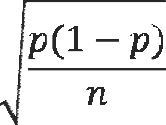 √(p(1 − p)/n)